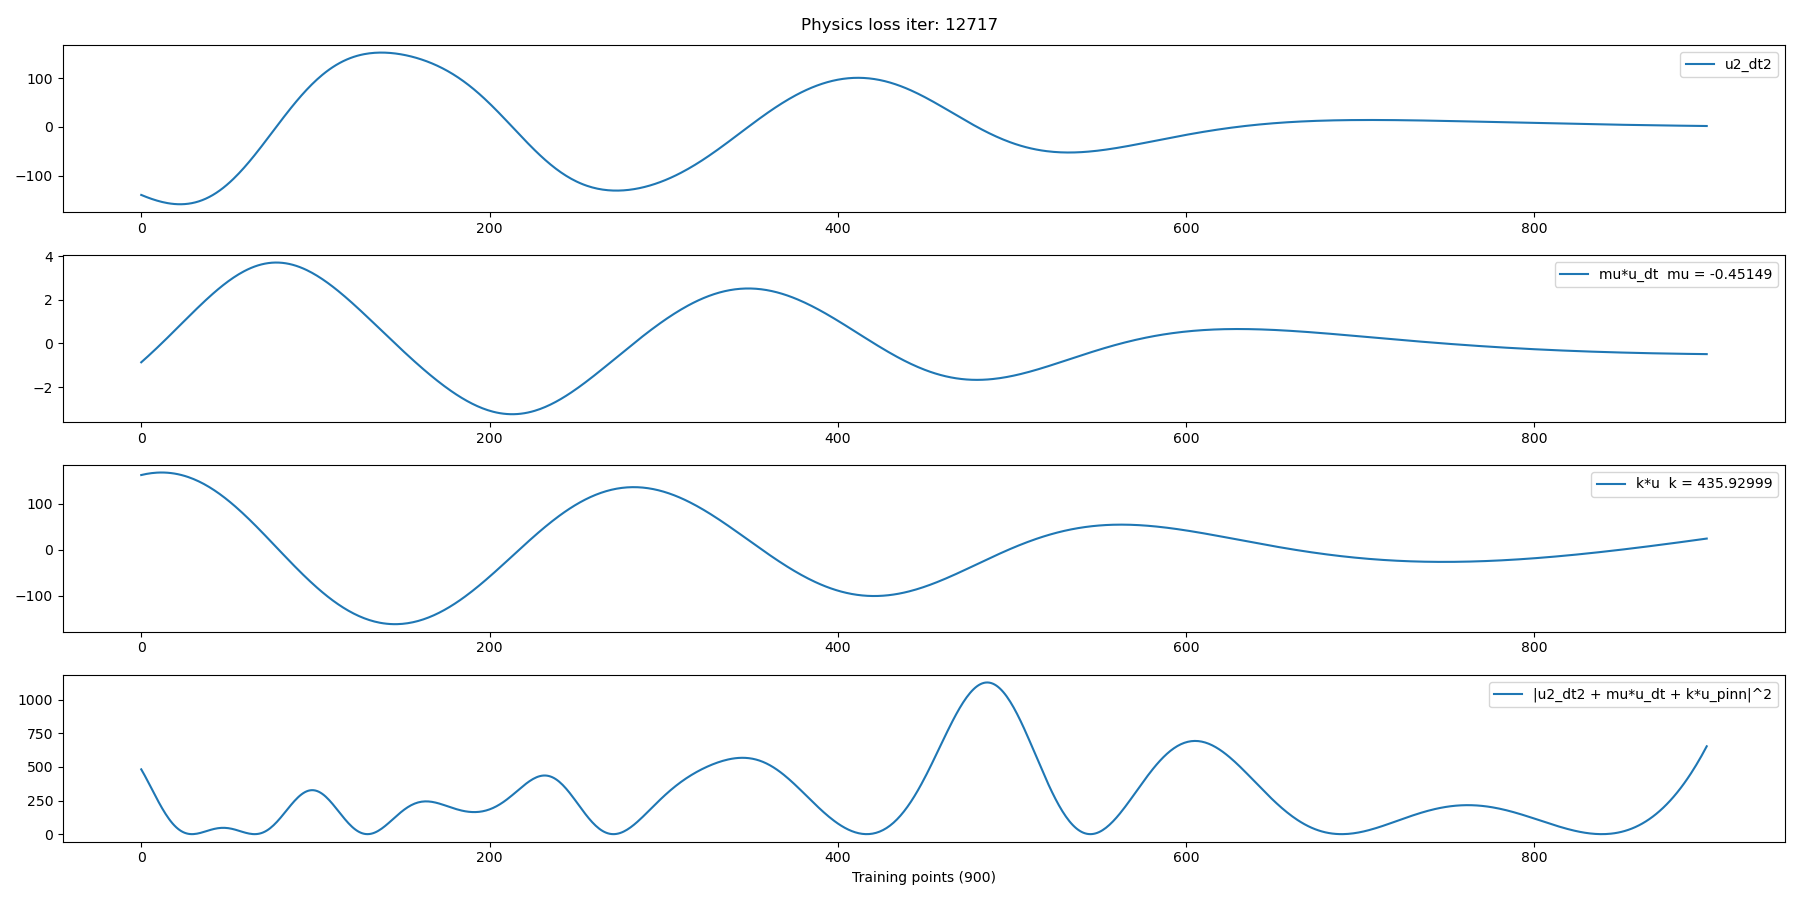 Physics loss iter: 12717
100
0
−100
u2_dt2
0 200 400 600 800
4
2
0
−2
mu*u_dt  mu = -0.45149
0 200 400 600 800
100
0
−100
k*u  k = 435.92999
0 200 400 600 800
1000
750
500
250
0
|u2_dt2 + mu*u_dt + k*u_pinn|^2
0 200 400 600 800
Training points (900)